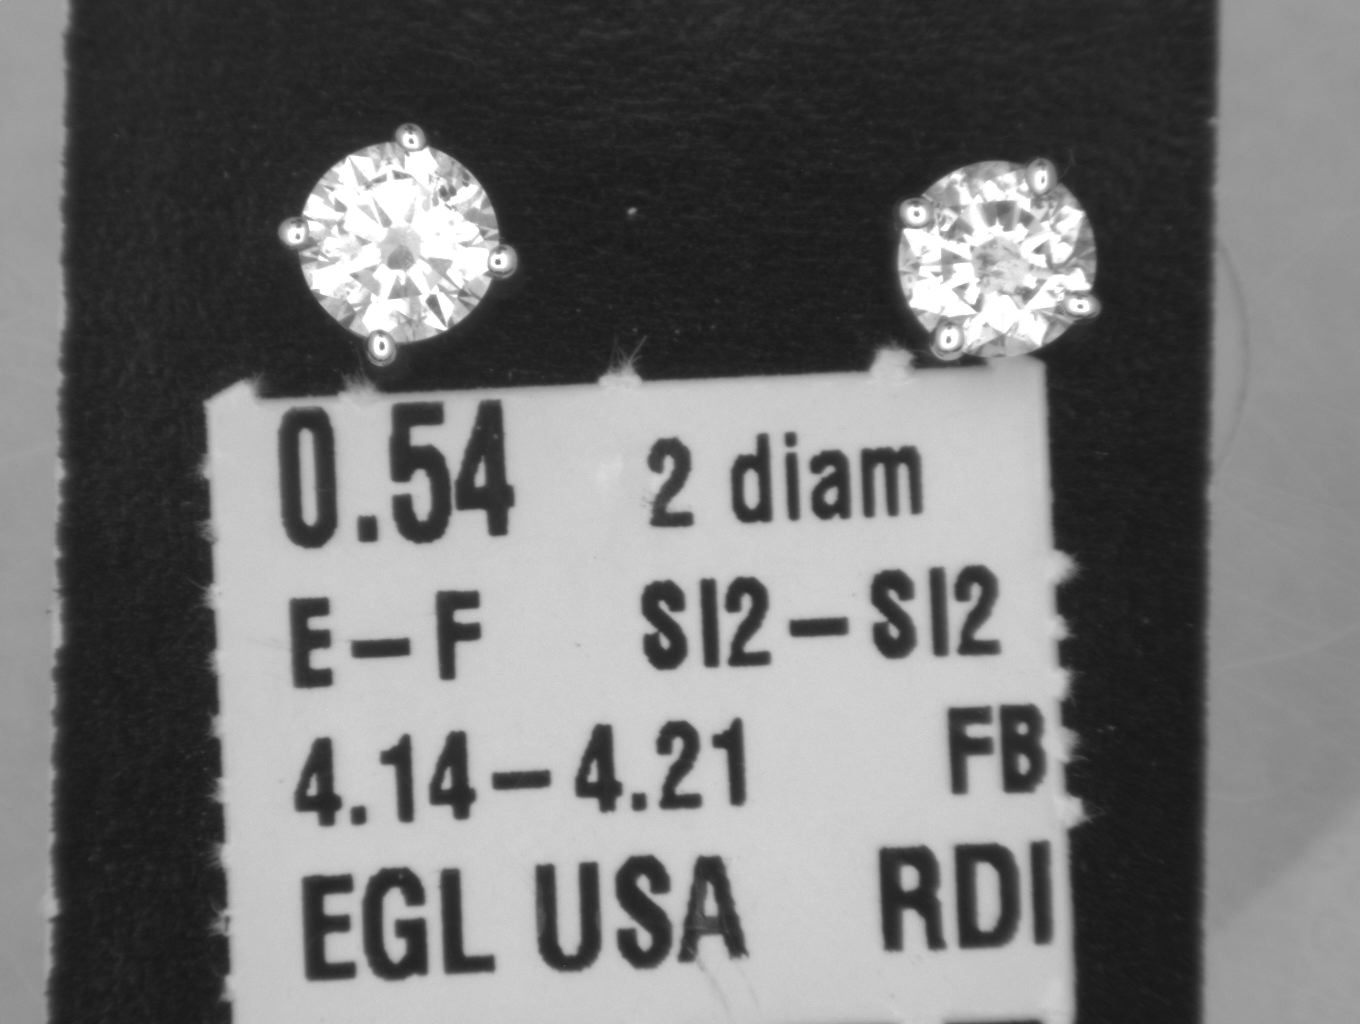 0.54 2 diam
E-F SI2-SI2
4.14-4.21 FB
EGL USA RDI